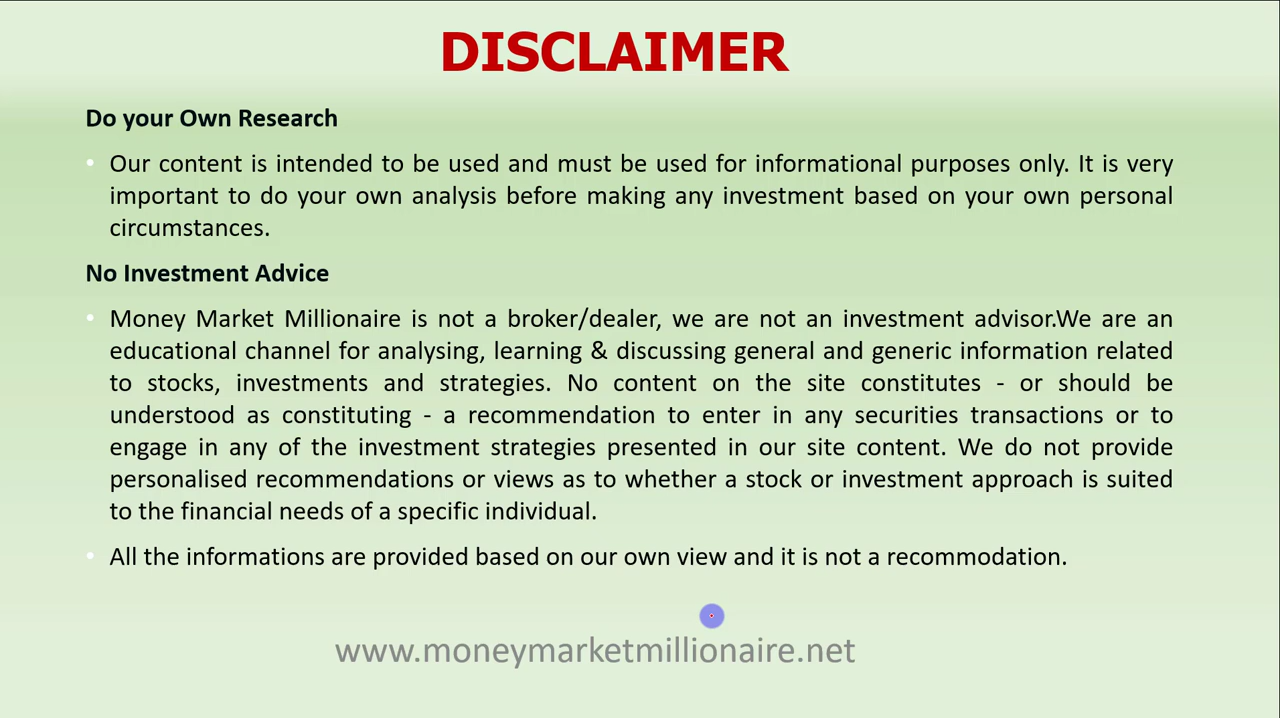 DISCLAIMER
Do your Own Research
• Our content is intended to be used and must be used for informational purposes only. It is very
important to do your own analysis before making any investment based on your own personal
circumstances.
No Investment Advice
• Money Market Millionaire is not a broker/dealer, we are not an investment advisor.We are an
educational channel for analysing, learning & discussing general and generic information related
to stocks, investments and strategies. No content on the site constitutes - or should be
understood as constituting - a recommendation to enter in any securities transactions or to
engage in any of the investment strategies presented in our site content. We do not provide
personalised recommendations or views as to whether a stock or investment approach is suited
to the financial needs of a specific individual.
• All the informations are provided based on our own view and it is not a recommodation.
www.moneymarketmillionaire.net